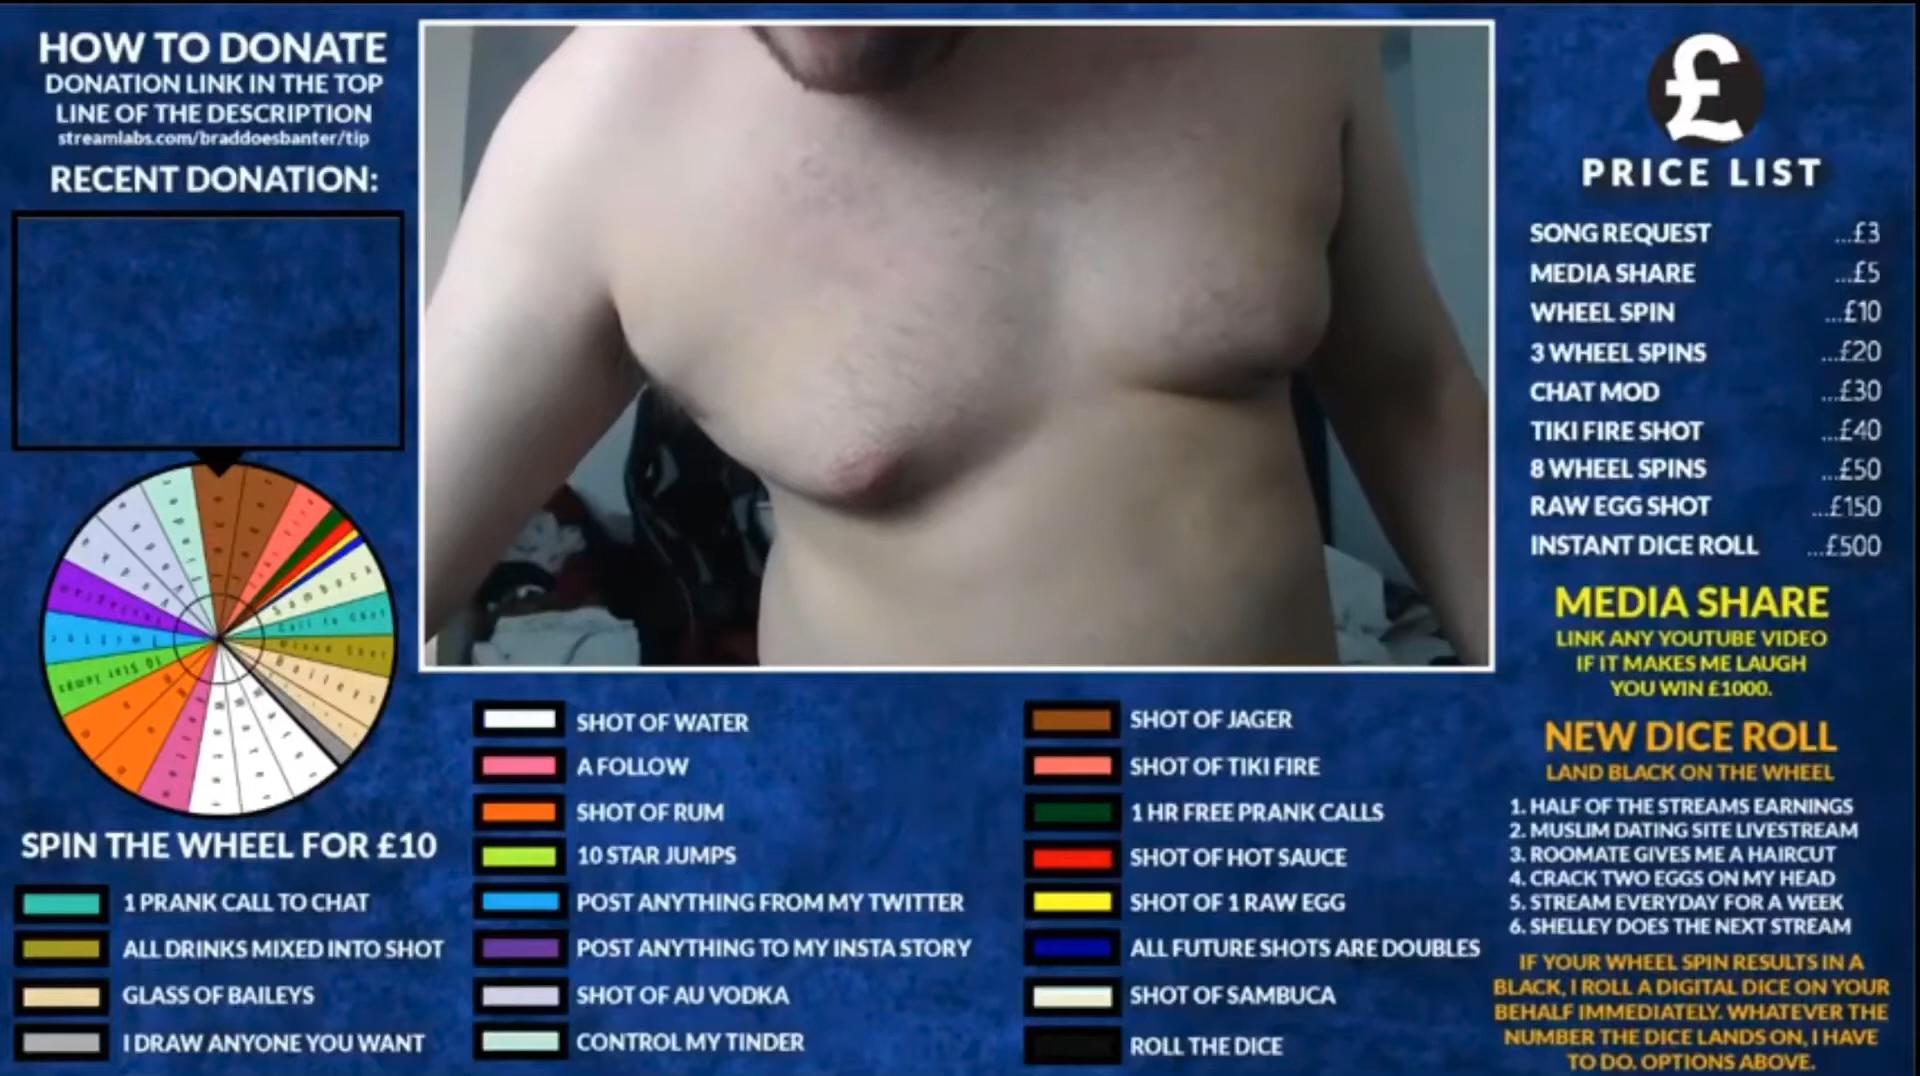 HOW TO DONATE
DONATION LINK IN THE TOP
LINE OF THE DESCRIPTION
streamlabs.com/braddoesbanter/tip
RECENT DONATION:
Sambuca
10 Star Jumps
Baileys
SPIN THE WHEEL FOR £10
1 PRANK CALL TO CHAT
ALL DRINKS MIXED INTO SHOT
GLASS OF BAILEYS
I DRAW ANYONE YOU WANT
SHOT OF WATER
A FOLLOW
SHOT OF RUM
10 STAR JUMPS
POST ANYTHING FROM MY TWITTER
POST ANYTHING TO MY INSTA STORY
SHOT OF AU VODKA
CONTROL MY TINDER
SHOT OF JAGER
SHOT OF TIKI FIRE
1 HR FREE PRANK CALLS
SHOT OF HOT SAUCE
SHOT OF 1 RAW EGG
ALL FUTURE SHOTS ARE DOUBLES
SHOT OF SAMBUCA
ROLL THE DICE
£
PRICE LIST
SONG REQUEST ...£3
MEDIA SHARE ...£5
WHEEL SPIN ...£10
3 WHEEL SPINS ...£20
CHAT MOD ...£30
TIKI FIRE SHOT ...£40
8 WHEEL SPINS ...£50
RAW EGG SHOT ...£150
INSTANT DICE ROLL ...£500
MEDIA SHARE
LINK ANY YOUTUBE VIDEO
IF IT MAKES ME LAUGH
YOU WIN £1000.
NEW DICE ROLL
LAND BLACK ON THE WHEEL
1. HALF OF THE STREAMS EARNINGS
2. MUSLIM DATING SITE LIVESTREAM
3. ROOMATE GIVES ME A HAIRCUT
4. CRACK TWO EGGS ON MY HEAD
5. STREAM EVERYDAY FOR A WEEK
6. SHELLEY DOES THE NEXT STREAM
IF YOUR WHEEL SPIN RESULTS IN A
BLACK, I ROLL A DIGITAL DICE ON YOUR
BEHALF IMMEDIATELY. WHATEVER THE
NUMBER THE DICE LANDS ON, I HAVE
TO DO. OPTIONS ABOVE.